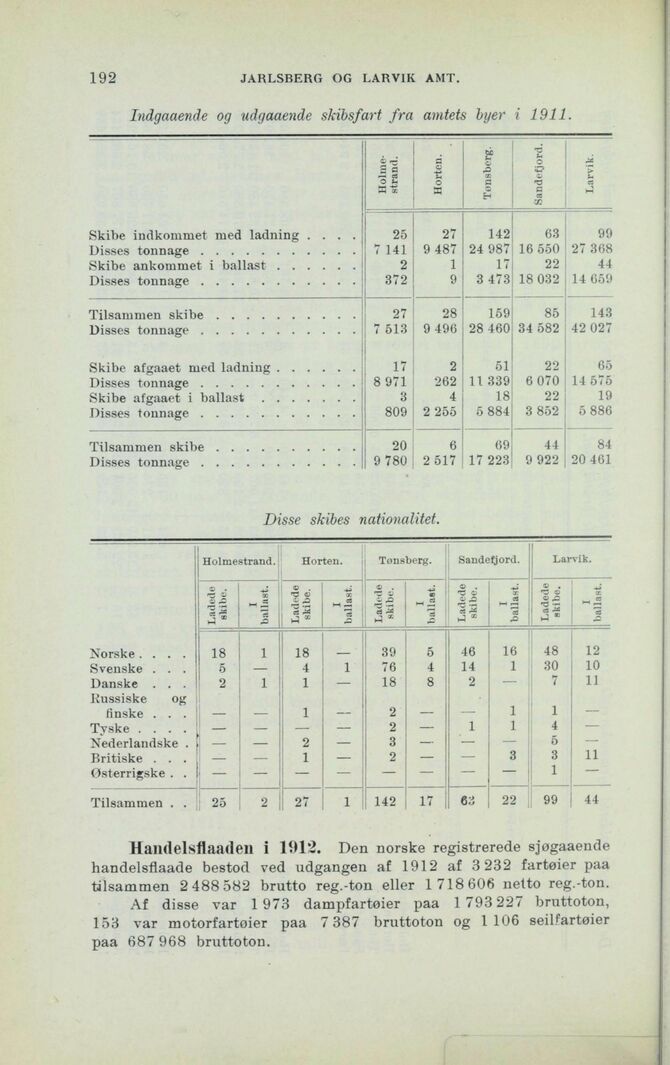 192 JARLSBERG OG LARVIK AMT.
Indgaaende og udgaaende skibsfart fra amtets byer i 1911.
Holme-strand. Horten. Tønsberg. Sandefjord. Larvik.
Skibe indkommet med ladning . . . . 25 27 142 63 99
Disses tonnage . . . . . . . . . . . 7 141 9 487 24 987 16 550 27 368
Skibe ankommet i ballast . . . . . . 2 1 17 22 44
Disses tonnage . . . . . . . . . . . 372 9 3 473 18 032 14 659
Tilsammen skibe . . . . . . . . . . 27 28 159 85 143
Disses tonnage . . . . . . . . . . . 7 513 9 496 28 460 34 582 42 027
Skibe afgaaet med ladning . . . . . . 17 2 51 22 65
Disses tonnage . . . . . . . . . . . 8 971 262 11 339 6 070 14 575
Skibe afgaaet i ballast . . . . . . . 3 4 18 22 19
Disses tonnage . . . . . . . . . . . 809 2 255 5 884 3 852 5 886
Tilsammen skibe . . . . . . . . . . 20 6 69 44 84
Disses tonnage . . . . . . . . . . . 9 780 2 517 17 223 9 922 20 461
Disse skibes nationalitet.
Holmestrand. Horten. Tønsberg. Sandefjord. Larvik.
Ladede skibe. I ballast. Ladede skibe. I ballast. Ladede skibe. I ballast. Ladede skibe. I ballast. Ladede skibe. I ballast.
Norske . . . . 18 1 18 — 39 5 46 16 48 12
Svenske . . . 5 — 4 1 76 4 14 1 30 10
Danske . . . 2 1 1 — 18 8 2 — 7 11
Russiske og
finske . . . — — 1 — 2 — — 1 1 —
Tyske . . . . — — — — 2 — 1 1 4 —
Nederlandske . — — 2 — 3 — — — 5 —
Britiske . . . — — 1 — 2 — — 3 3 11
Østerrigske . . — — — — — — — — 1 —
Tilsammen . . 25 2 27 1 142 17 63 22 99 44
Handelsflaaden i 1912. Den norske registrerede sjøgaaende
handelsflaade bestod ved udgangen af 1912 af 3 232 fartøier paa
tilsammen 2 488 582 brutto reg.-ton eller 1 718 606 netto reg.-ton.
Af disse var 1 973 dampfartøier paa 1 793 227 bruttoton,
153 var motorfartøier paa 7 387 bruttoton og 1 106 seilfartøier
paa 687 968 bruttoton.